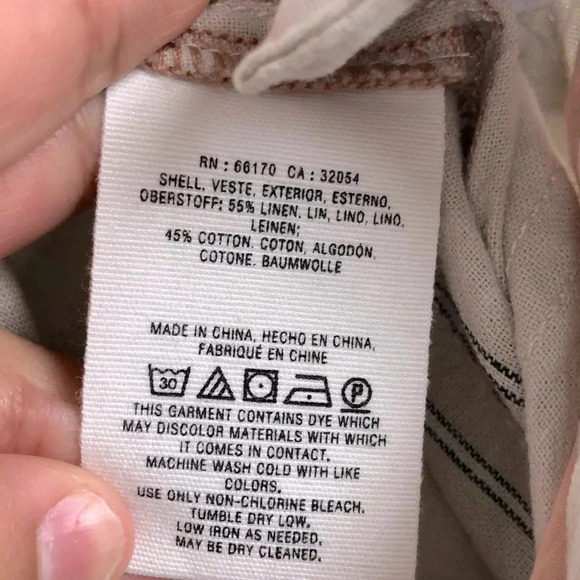 RN : 66170 CA : 32054
SHELL, VESTE, EXTERIOR, ESTERNO,
OBERSTOFF: 55% LINEN, LIN, LINO, LINO,
LEINEN;
45% COTTON. COTON, ALGODÓN,
COTONE. BAUMWOLLE
MADE IN CHINA, HECHO EN CHINA,
FABRIQUÉ EN CHINE
30 P
THIS GARMENT CONTAINS DYE WHICH
MAY DISCOLOR MATERIALS WITH WHICH
IT COMES IN CONTACT.
MACHINE WASH COLD WITH LIKE
COLORS.
USE ONLY NON-CHLORINE BLEACH.
TUMBLE DRY LOW.
LOW IRON AS NEEDED,
MAY BE DRY CLEANED.